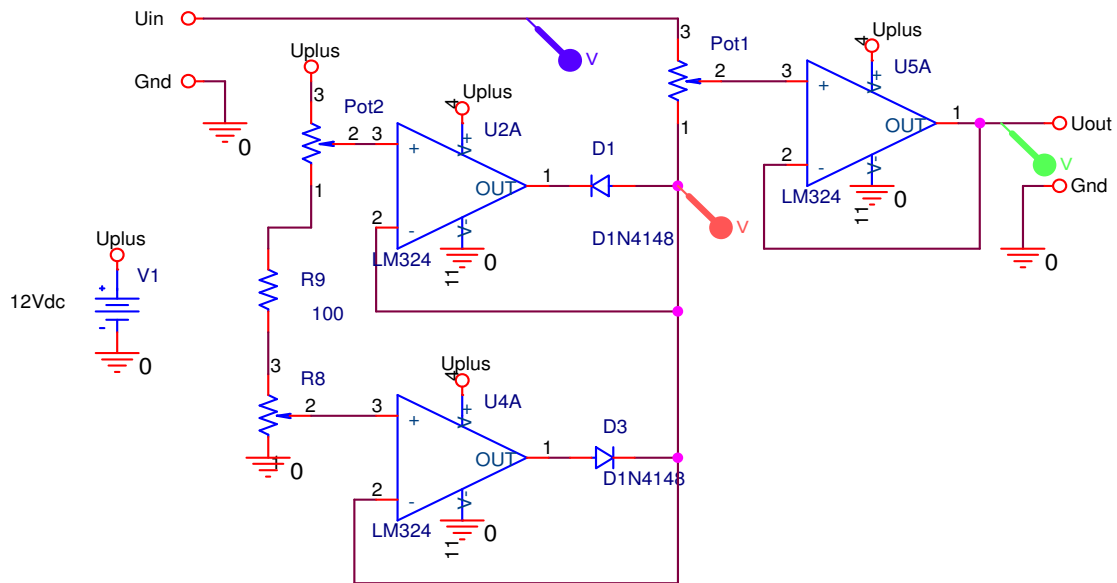 Uin
3
Pot1
2
1
3
2
+
-
4
Uplus
V+
U5A
OUT
1
V-
11
0
LM324
V
Uout
V
Gnd
0
Gnd
0
Uplus
3
Pot2
2
1
3
2
+
-
4
Uplus
V+
U2A
OUT
1
V-
11
0
LM324
D1
D1N4148
V
Uplus
V1
12Vdc
+
-
0
R9
100
3
R8
2
1
0
3
2
+
-
4
Uplus
V+
U4A
OUT
1
V-
11
0
LM324
D3
D1N4148